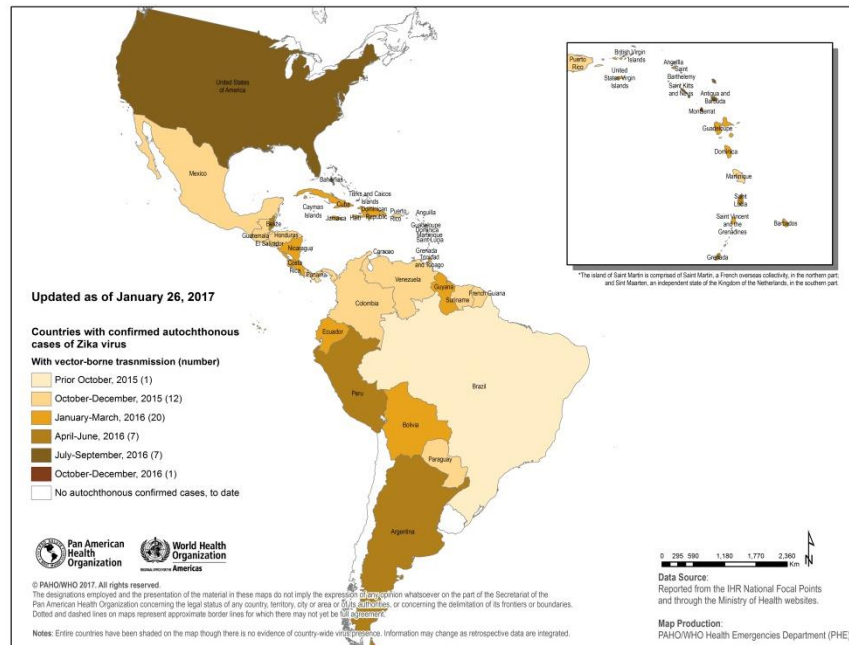 United States
of America
Mexico
Bahamas
Cuba
Turks and Caicos
Islands
Cayman
Islands
Jamaica
Haiti
Dominican
Republic
Puerto
Rico
Anguilla
Guadeloupe
Dominica
Martinique
Saint Lucia
Grenada
Trinidad
and Tobago
Curacao
Belize
Guatemala
Honduras
El Salvador
Nicaragua
Costa
Rica
Panama
Venezuela
Guyana
Suriname
French Guiana
Colombia
Ecuador
Peru
Brazil
Bolivia
Paraguay
Argentina
Puerto
Rico
British Virgin
Islands
United
States Virgin
Islands
Anguilla
Saint
Barthelemy
Saint Kitts
and Nevis
Antigua and
Barbuda
Montserrat
Guadeloupe
Dominica
Martinique
Saint
Lucia
Saint Vincent
and the
Grenadines
Barbados
Grenada
*The island of Saint Martin is comprised of Saint Martin, a French overseas collectivity, in the northern part;
and Sint Maarten, an independent state of the Kingdom of the Netherlands, in the southern part.
Updated as of January 26, 2017
Countries with confirmed autochthonous
cases of Zika virus
With vector-borne trasnmission (number)
Prior October, 2015 (1)
October-December, 2015 (12)
January-March, 2016 (20)
April-June, 2016 (7)
July-September, 2016 (7)
October-December, 2016 (1)
No autochthonous confirmed cases, to date
Pan American
Health
Organization
World Health
Organization
REGIONAL OFFICE FOR THE Americas
© PAHO/WHO 2017. All rights reserved.
The designations employed and the presentation of the material in these maps do not imply the expression of any opinion whatsoever on the part of the Secretariat of the
Pan American Health Organization concerning the legal status of any country, territory, city or area or of its authorities, or concerning the delimitation of its frontiers or boundaries.
Dotted and dashed lines on maps represent approximate border lines for which there may not yet be full agreement.
Notes: Entire countries have been shaded on the map though there is no evidence of country-wide virus presence. Information may change as retrospective data are integrated.
N
0 295 590 1,180 1,770 2,360
Km
Data Source:
Reported from the IHR National Focal Points
and through the Ministry of Health websites.
Map Production:
PAHO/WHO Health Emergencies Department (PHE)